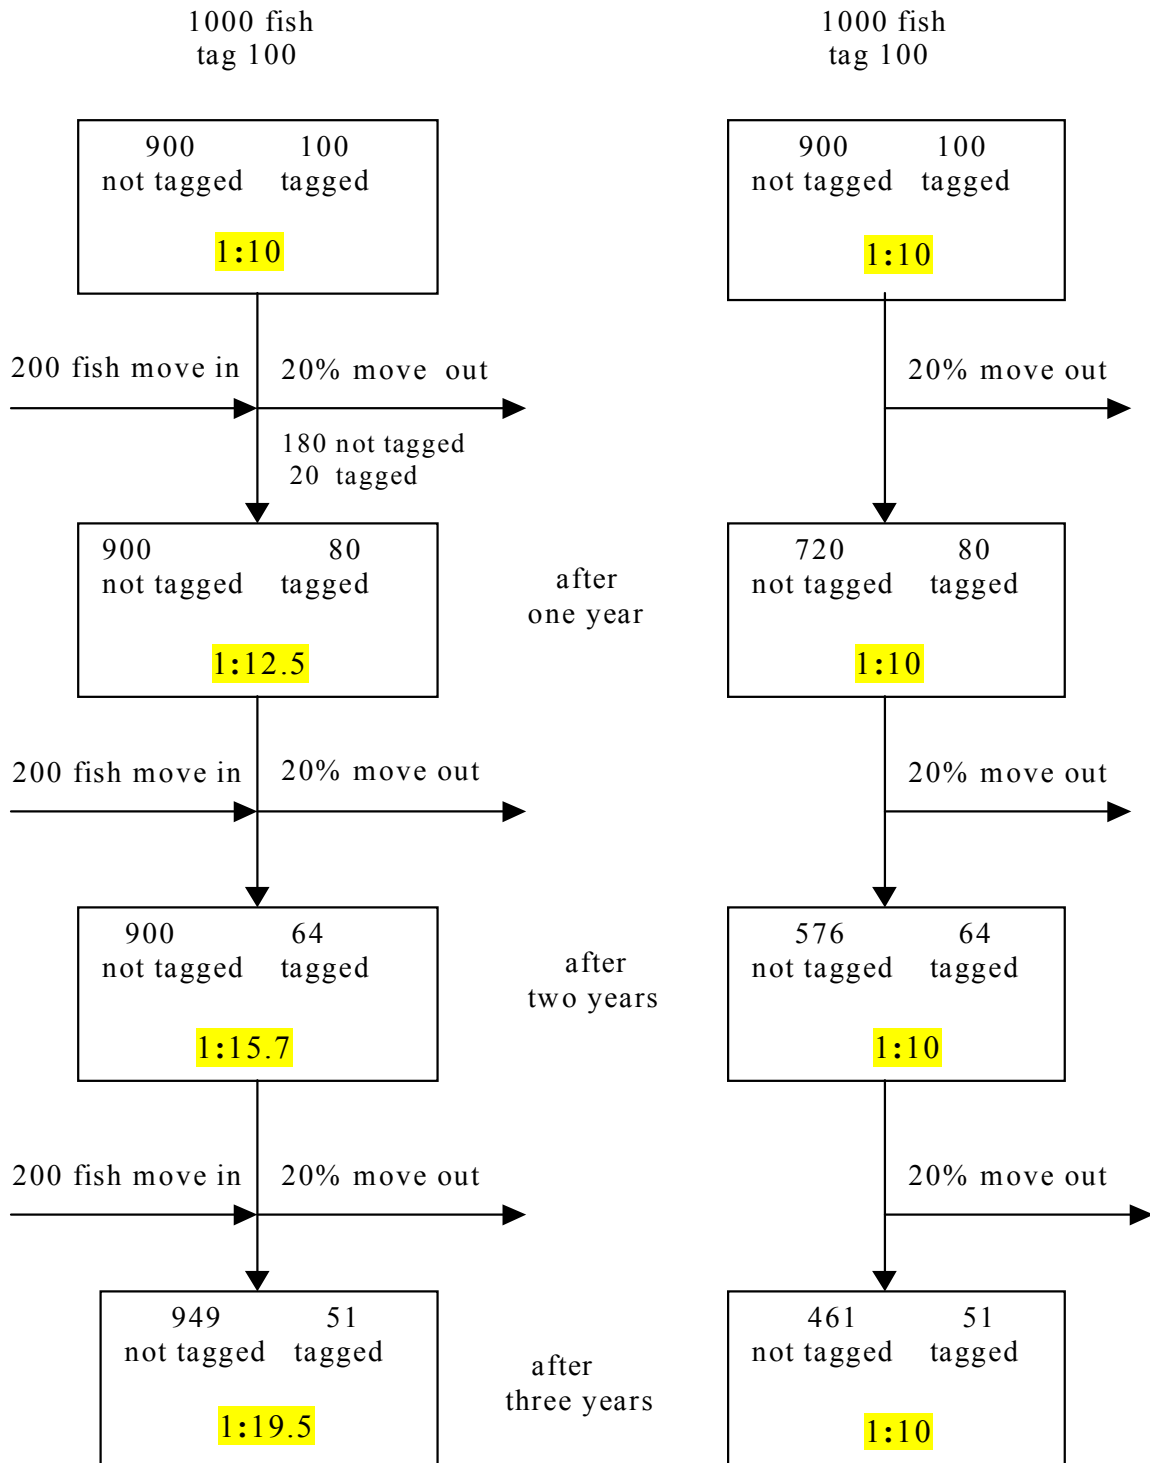 1000 fish
tag 100
1000 fish
tag 100
900 100
not tagged tagged
1:10
900 100
not tagged tagged
1:10
200 fish move in 20% move out
20% move out
180 not tagged
20 tagged
900 80
not tagged tagged
1:12.5
after
one year
720 80
not tagged tagged
1:10
200 fish move in 20% move out
20% move out
900 64
not tagged tagged
1:15.7
after
two years
576 64
not tagged tagged
1:10
200 fish move in 20% move out
20% move out
949 51
not tagged tagged
1:19.5
after
three years
461 51
not tagged tagged
1:10